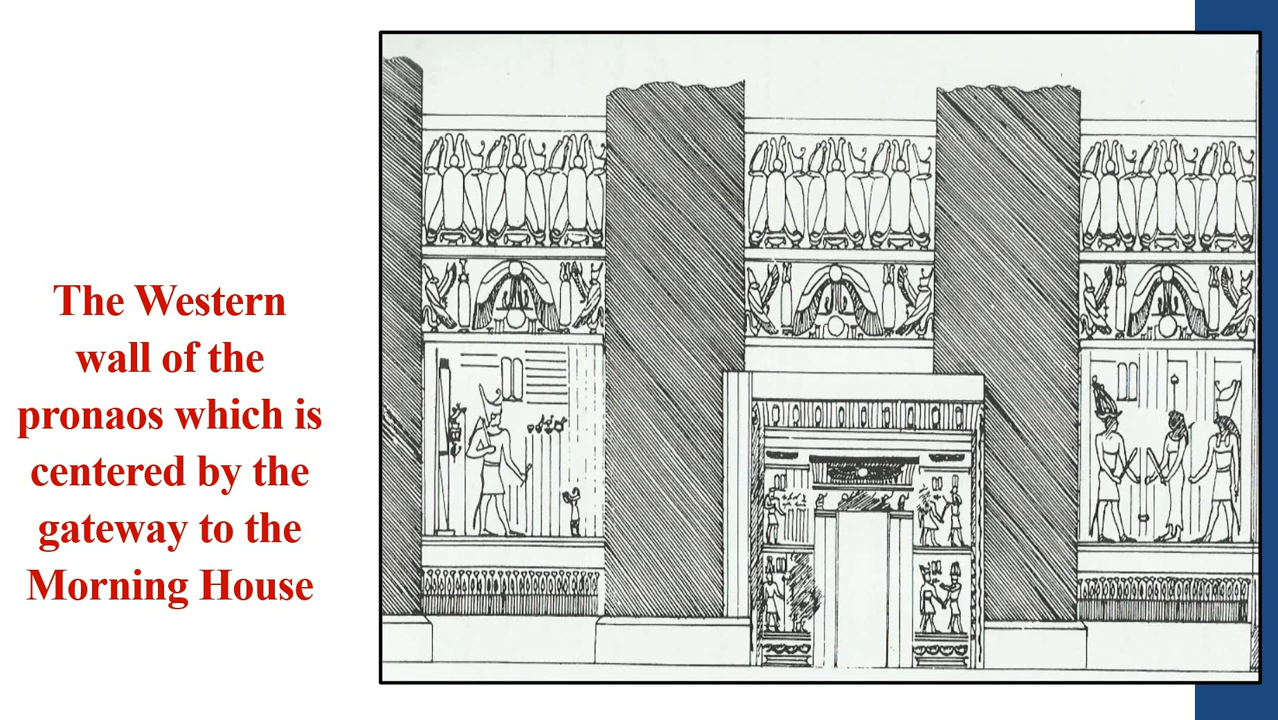 The Western
wall of the
pronaos which is
centered by the
gateway to the
Morning House